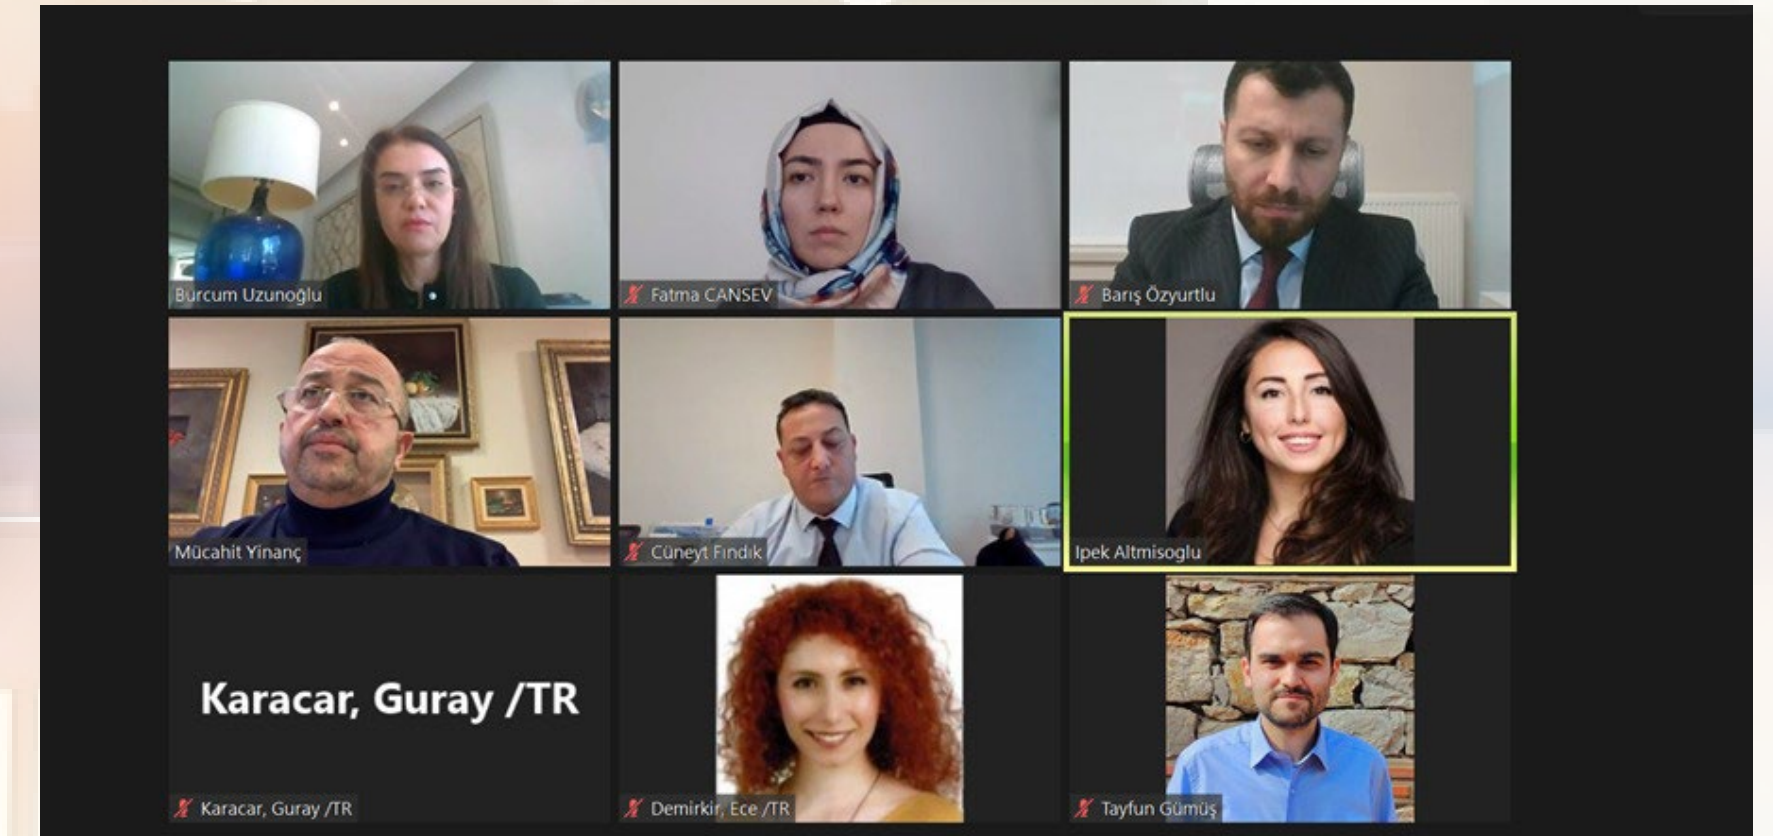 Burcum Uzunoğlu
Fatma CANSEV
Barış Özyurtlu
Mücahit Yinanç
Cüneyt Fındık
Ipek Altmisoglu
Karacar, Guray /TR
Karacar, Guray /TR
Demirkir, Ece /TR
Tayfun Gümüş